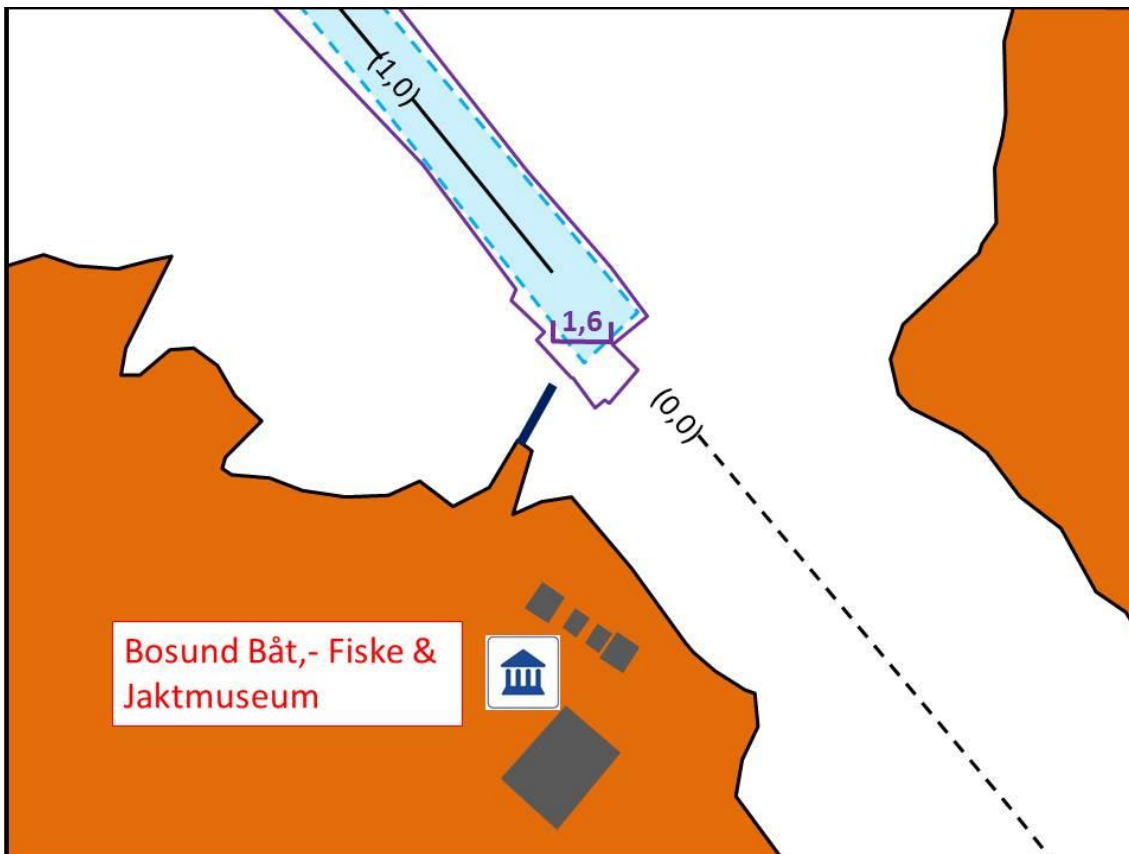 (1,0)
1,6
(0,0)
Bosund Båt,- Fiske &
Jaktmuseum